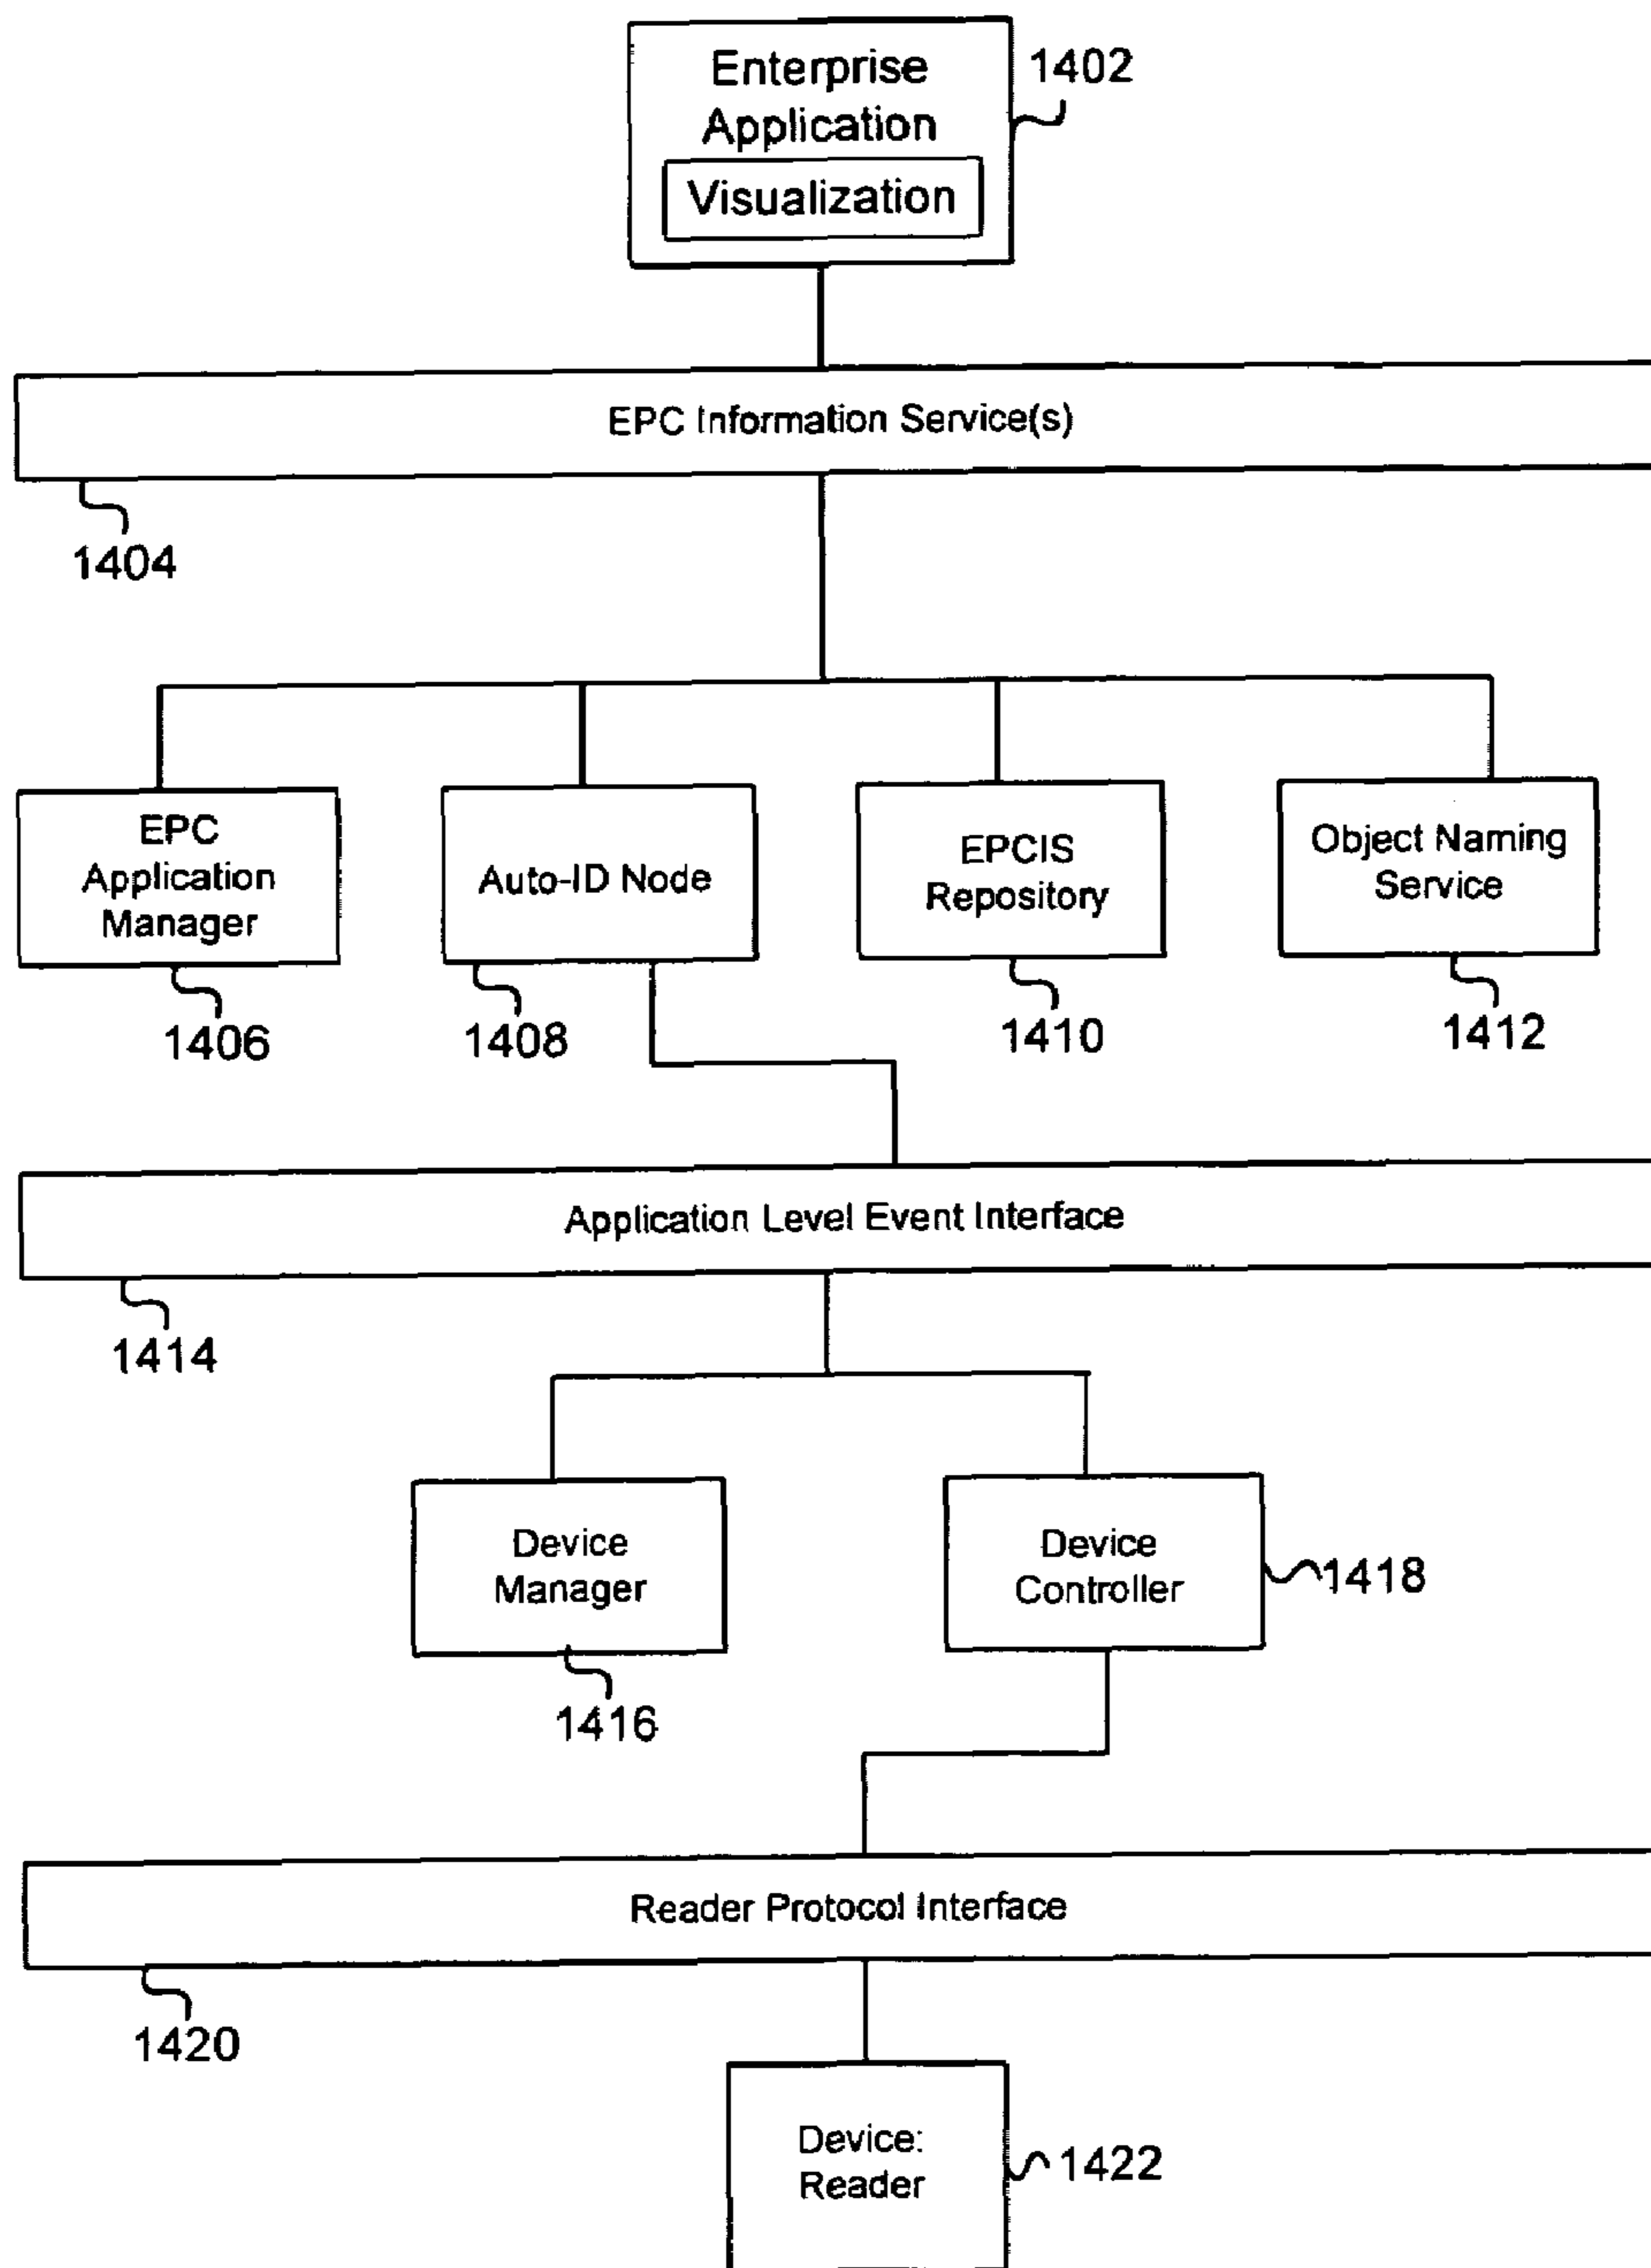 Enterprise
Application
Visualization
1402
EPC Information Service(s)
1404
EPC
Application
Manager
1406
Auto-ID Node
1408
EPCIS
Repository
1410
Object Naming
Service
1412
Application Level Event Interface
1414
Device
Manager
1416
Device
Controller
1418
Reader Protocol Interface
1420
Device:
Reader
1422